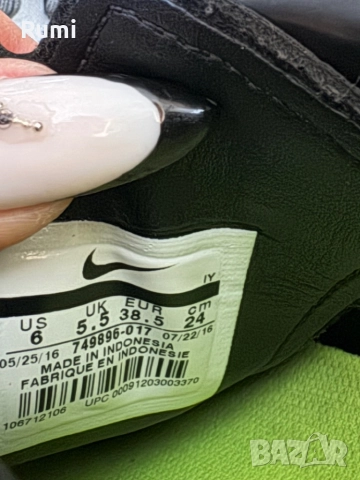 Rumi
IY
US UK EUR cm
6 5.5 38.5 24
749896-017
05/25/16 07/22/16
MADE IN INDONESIA
FABRIQUE EN INDONESIE
UPC 00091203003370
106712106
BAZAR
bg